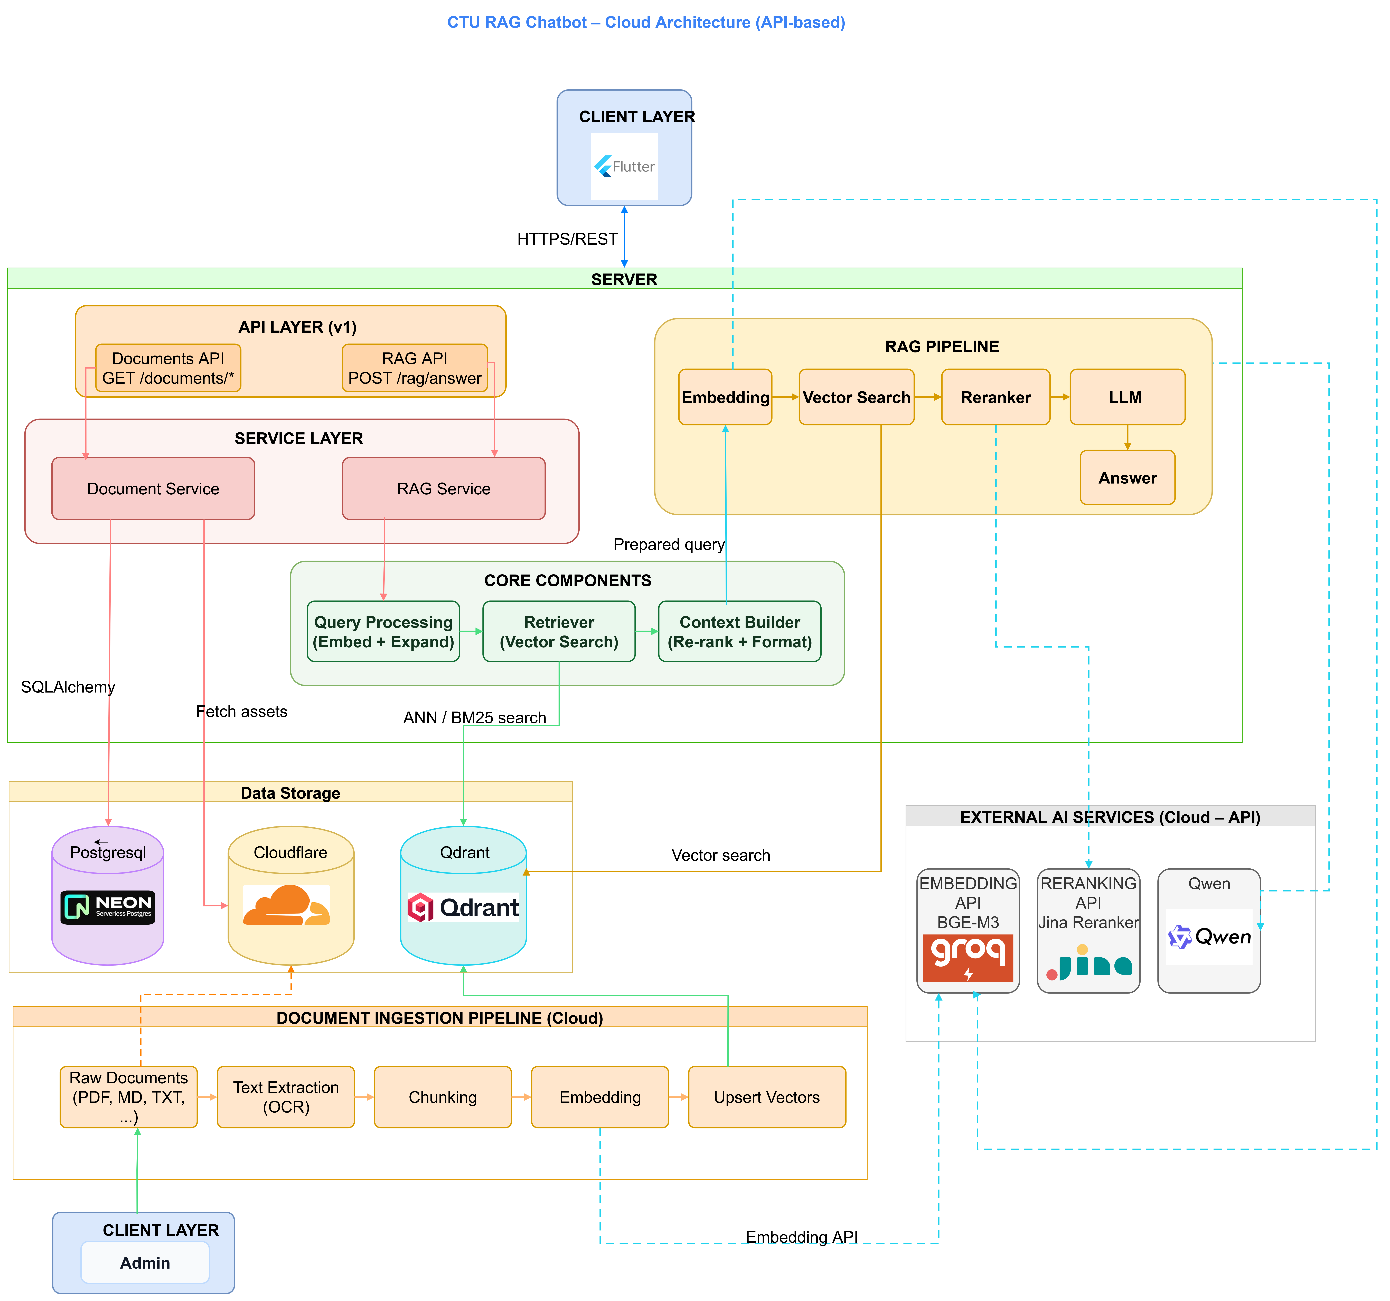 CTU RAG Chatbot – Cloud Architecture (API-based)
CLIENT LAYER
Flutter
HTTPS/REST
SERVER
API LAYER (v1)
Documents API
GET /documents/*
RAG API
POST /rag/answer
SERVICE LAYER
Document Service
RAG Service
RAG PIPELINE
Embedding
Vector Search
Reranker
LLM
Answer
Prepared query
CORE COMPONENTS
Query Processing
(Embed + Expand)
Retriever
(Vector Search)
Context Builder
(Re-rank + Format)
SQLAlchemy
Fetch assets
ANN / BM25 search
Data Storage
Postgresql
NEON
Serverless Postgres
Cloudflare
Qdrant
Qdrant
Vector search
EXTERNAL AI SERVICES (Cloud – API)
EMBEDDING
API
BGE-M3
groq
RERANKING
API
Jina Reranker
Jina
Qwen
Qwen
DOCUMENT INGESTION PIPELINE (Cloud)
Raw Documents
(PDF, MD, TXT,
...)
Text Extraction
(OCR)
Chunking
Embedding
Upsert Vectors
Embedding API
CLIENT LAYER
Admin